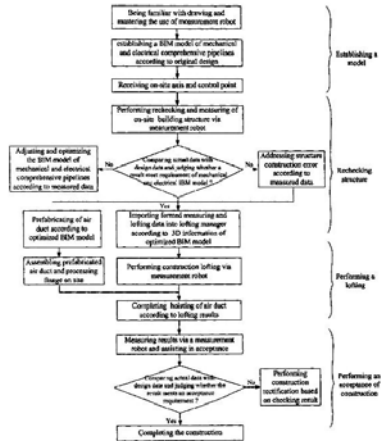 Being familiar with drawing and
mastering the use of measurement robot
establishing a BIM model of mechanical
and electrical comprehensive pipelines
according to original design
Establishing a
model
Receiving on-site axis and control point
Performing rechecking and measuring of
on-site building structure via
measurement robot
Comparing actual data with
design data and judging whether a
result meet requirement of mechanical
and electrical BIM model ?
No
No
Adjusting and optimizing
the BIM model of
mechanical and electrical
comprehensive pipelines
according to measured data
Addressing structure
construction error
according to
measured data
Rechecking
structure
Yes
Prefabricating of air
duct according to
optimized BIM model
Importing formed measuring and
lofting data into lofting manager
according to 3D information of
optimized BIM model
Assembling prefabricated
air duct and processing
on site
Performing construction lofting via
measurement robot
Performing a
lofting
Completing hoisting of air duct
according to lofting results
Measuring results via a measurement
robot and assisting in acceptance
Comparing actual data with
design data and judging whether the
result meets an acceptance
requirement ?
No
Performing
construction
rectification based
on checking result
Performing an
acceptance of
construction
Yes
Completing the construction